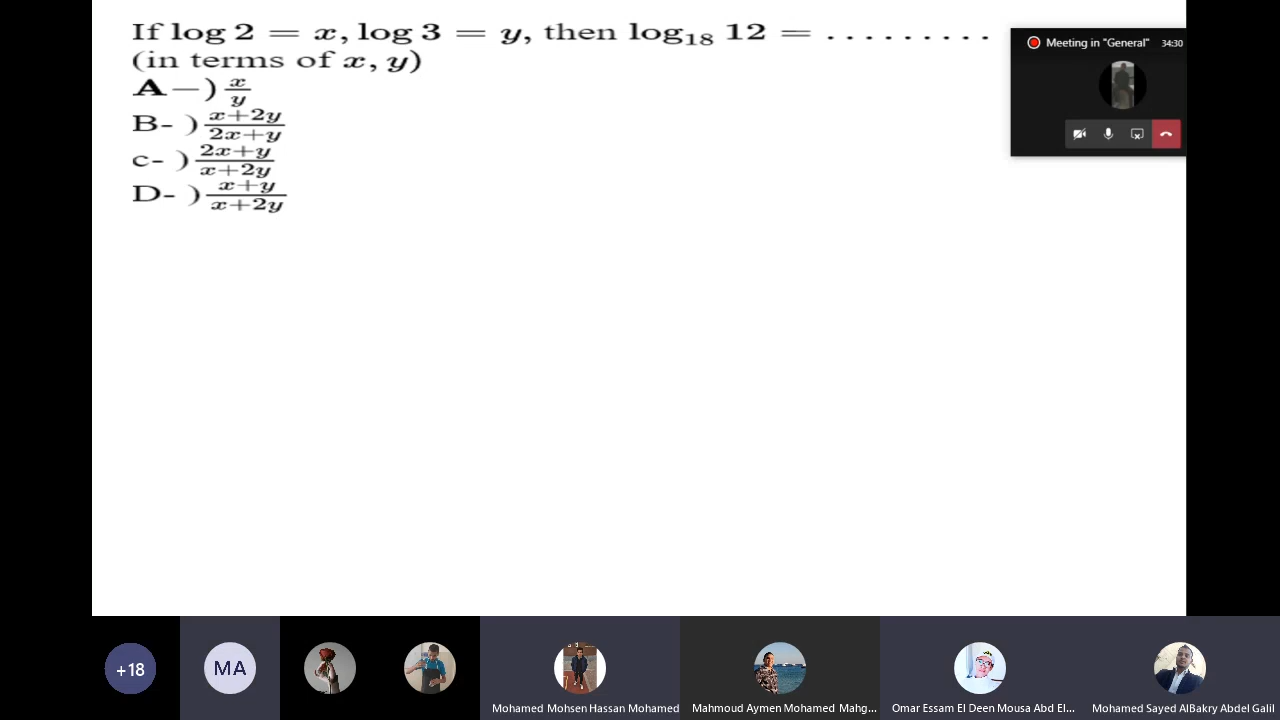 If log 2 = x, log 3 = y, then log₁₈ 12 = . . . . . . . . .
(in terms of x, y)
A −) x/y
B- ) x+2y/2x+y
c- ) 2x+y/x+2y
D- ) x+y/x+2y
Meeting in "General" 34:30
+18
MA
Mohamed Mohsen Hassan Mohamed
Mahmoud Aymen Mohamed Mahg...
Omar Essam El Deen Mousa Abd El...
Mohamed Sayed AlBakry Abdel Galil